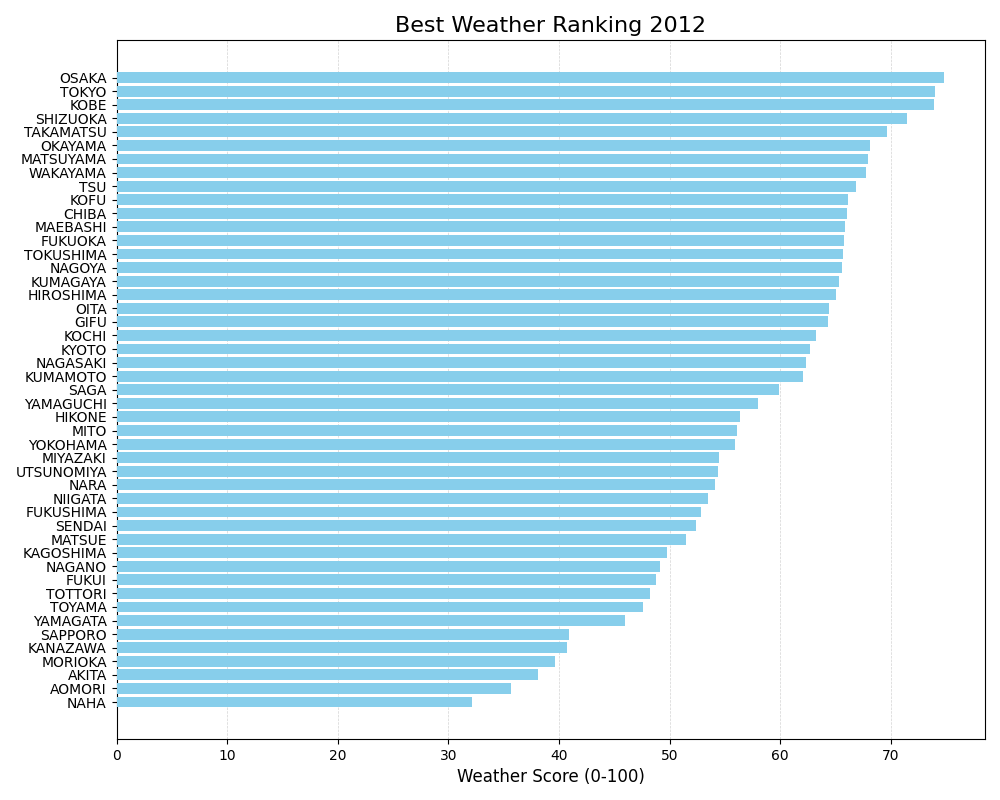 Best Weather Ranking 2012
OSAKA
TOKYO
KOBE
SHIZUOKA
TAKAMATSU
OKAYAMA
MATSUYAMA
WAKAYAMA
TSU
KOFU
CHIBA
MAEBASHI
FUKUOKA
TOKUSHIMA
NAGOYA
KUMAGAYA
HIROSHIMA
OITA
GIFU
KOCHI
KYOTO
NAGASAKI
KUMAMOTO
SAGA
YAMAGUCHI
HIKONE
MITO
YOKOHAMA
MIYAZAKI
UTSUNOMIYA
NARA
NIIGATA
FUKUSHIMA
SENDAI
MATSUE
KAGOSHIMA
NAGANO
FUKUI
TOTTORI
TOYAMA
YAMAGATA
SAPPORO
KANAZAWA
MORIOKA
AKITA
AOMORI
NAHA
0 10 20 30 40 50 60 70
Weather Score (0-100)